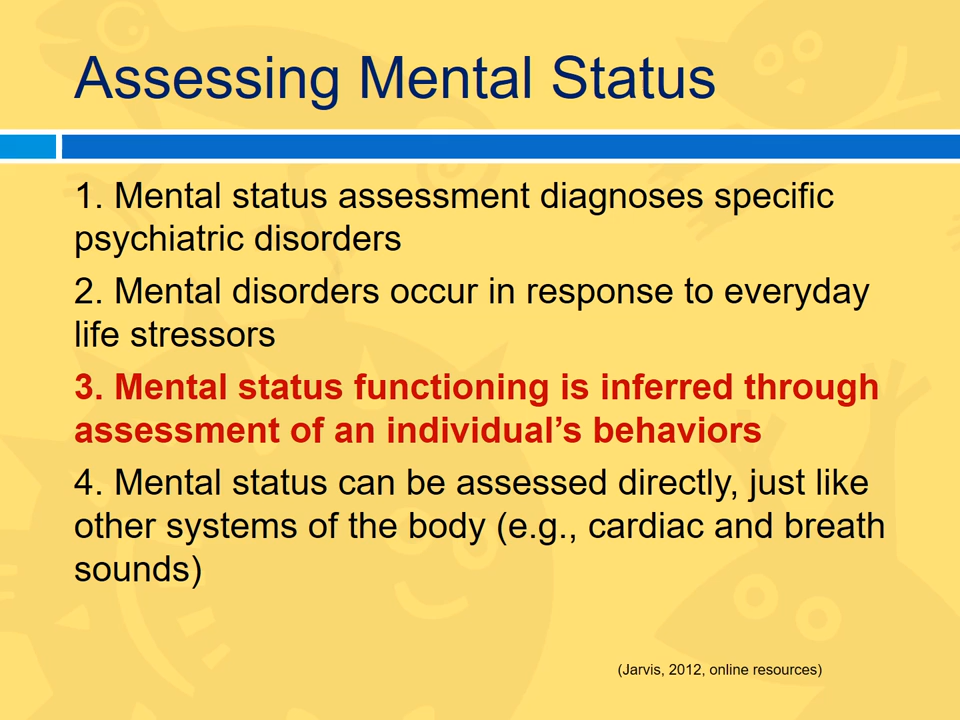 Assessing Mental Status
1. Mental status assessment diagnoses specific
psychiatric disorders
2. Mental disorders occur in response to everyday
life stressors
3. Mental status functioning is inferred through
assessment of an individual’s behaviors
4. Mental status can be assessed directly, just like
other systems of the body (e.g., cardiac and breath
sounds)
(Jarvis, 2012, online resources)